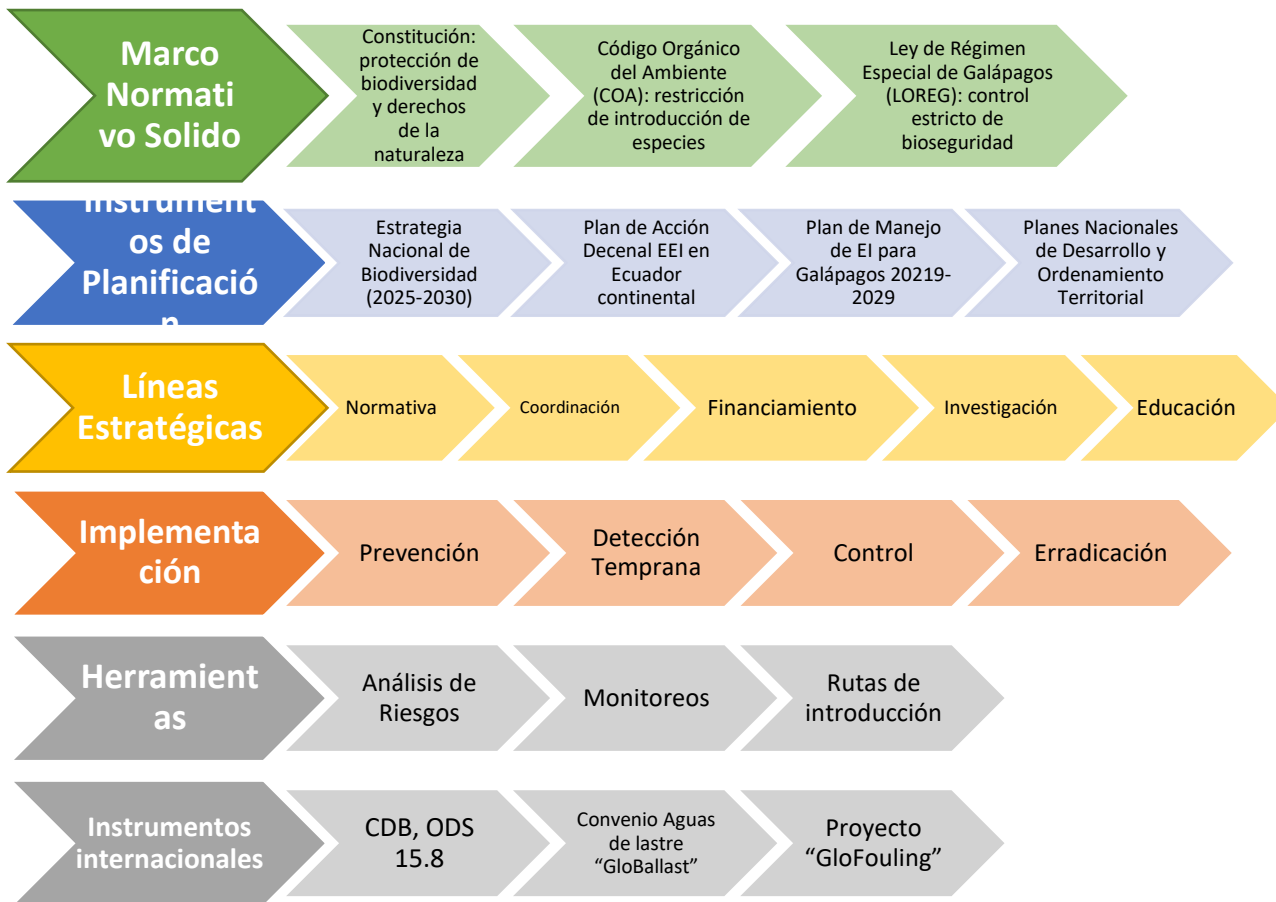 Marco
Normati
vo Solido
Constitución:
protección de
biodiversidad
y derechos
de la
naturaleza
Código Orgánico
del Ambiente
(COA): restricción
de introducción de
especies
Ley de Régimen
Especial de Galápagos
(LOREG): control
estricto de
bioseguridad
Instrument
os de
Planificació
n
Estrategia
Nacional de
Biodiversidad
(2025-2030)
Plan de Acción
Decenal EEI en
Ecuador
continental
Plan de Manejo
de EI para
Galápagos 20219-
2029
Planes Nacionales
de Desarrollo y
Ordenamiento
Territorial
Líneas
Estratégicas
Normativa
Coordinación
Financiamiento
Investigación
Educación
Implementa
ción
Prevención
Detección
Temprana
Control
Erradicación
Herramient
as
Análisis de
Riesgos
Monitoreos
Rutas de
introducción
Instrumentos
internacionales
CDB, ODS
15.8
Convenio Aguas
de lastre
“GloBallast”
Proyecto
“GloFouling”